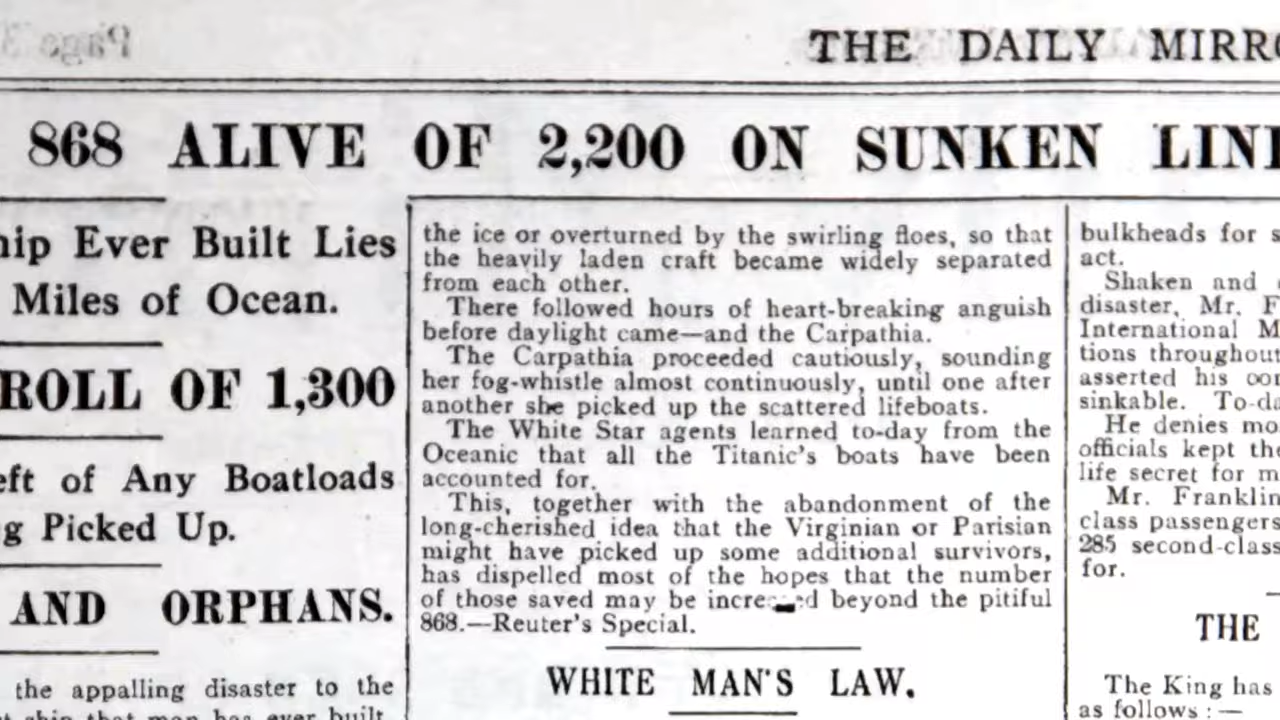 THE DAILY
868 ALIVE OF 2,200 ON SUNKEN
Ever Built Lies
Miles of Ocean.
ROLL OF 1,300
of Any Boatloads
Picked Up.
AND ORPHANS.
the appalling disaster to the
ship that man has ever built
the ice or overturned by the swirling floes, so that
the heavily laden craft became widely separated
from each other.
There followed hours of heart-breaking anguish
before daylight came—and the Carpathia.
The Carpathia proceeded cautiously, sounding
her fog-whistle almost continuously, until one after
another she picked up the scattered lifeboats.
The White Star agents learned to-day from the
Oceanic that all the Titanic's boats have been
accounted for.
This, together with the abandonment of the
long-cherished idea that the Virginian or Parisian
might have picked up some additional survivors,
has dispelled most of the hopes that the number
of those saved may be increased beyond the pitiful
868.—Reuter's Special.
WHITE MAN'S LAW.
bulkheads for
act.
Shaken and
disaster, Mr.
International
tions throughout
asserted his
sinkable. To-da
He denies
officials kept the
life secret for
Mr. Franklin
class passengers
285 second-class
for.
THE
The King has
as follows :—